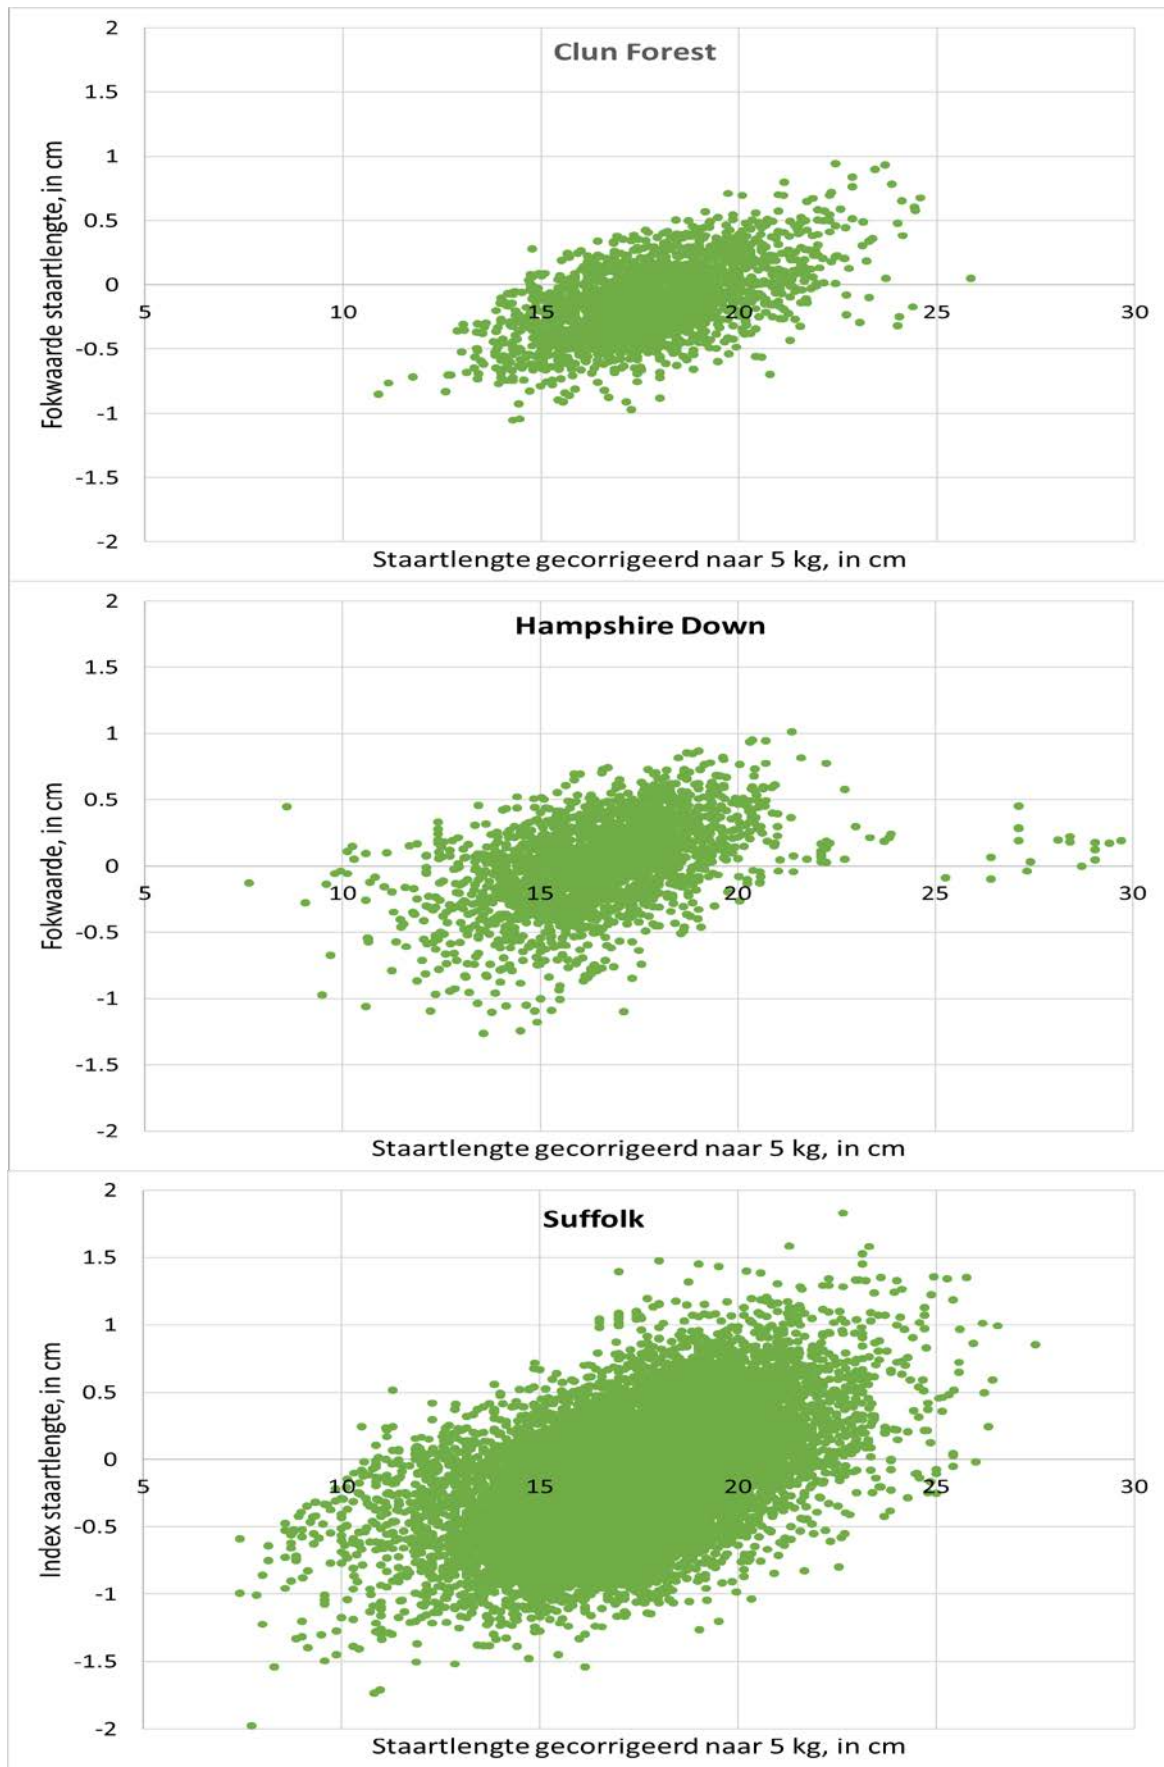 Clun Forest
Fokwaarde staartlengte, in cm
2
1.5
1
0.5
0
-0.5
-1
-1.5
-2
5 10 15 20 25 30
Staartlengte gecorrigeerd naar 5 kg, in cm
Hampshire Down
Fokwaarde, in cm
2
1.5
1
0.5
0
-0.5
-1
-1.5
-2
5 10 15 20 25 30
Staartlengte gecorrigeerd naar 5 kg, in cm
Suffolk
Index staartlengte, in cm
2
1.5
1
0.5
0
-0.5
-1
-1.5
-2
5 10 15 20 25 30
Staartlengte gecorrigeerd naar 5 kg, in cm